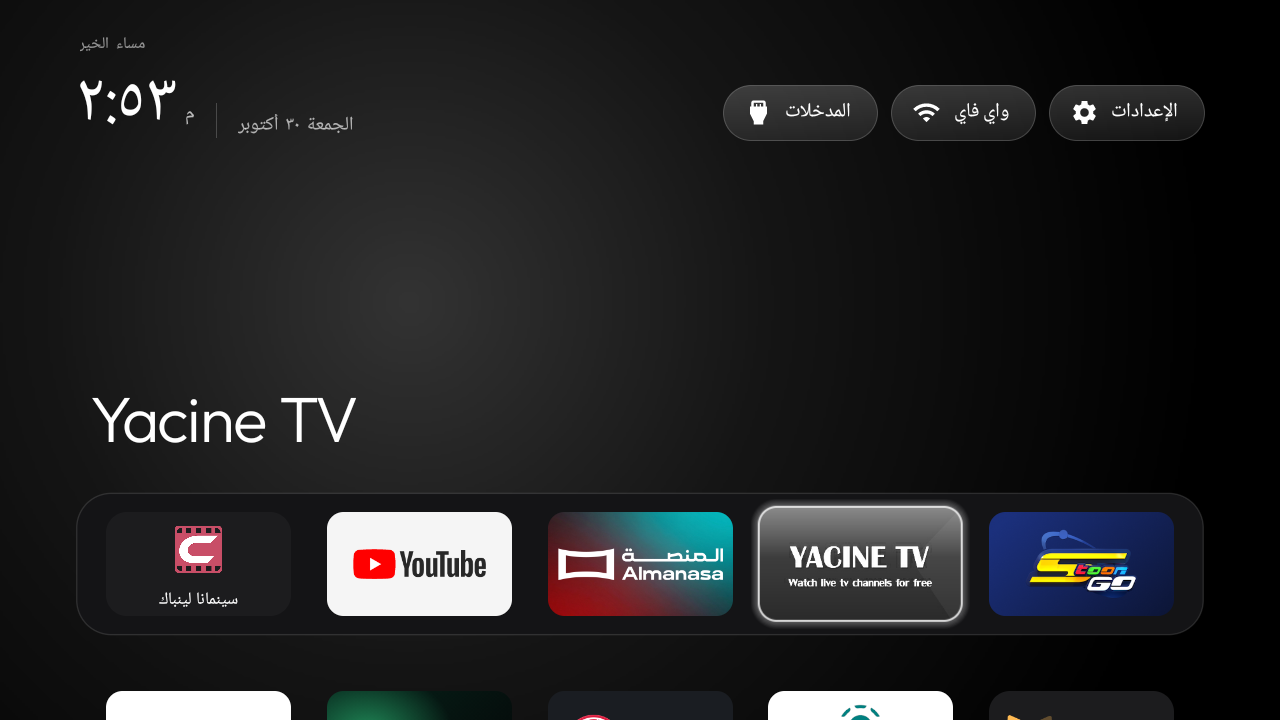 مساء الخير
٢:٥٣ م
الجمعة ٣٠ أكتوبر
المدخلات
واي فاي
الإعدادات
Yacine TV
سينمانا لينباك
YouTube
المنصة
Almanasa
YACINE TV
Watch live tv channels for free
Stoon
GO